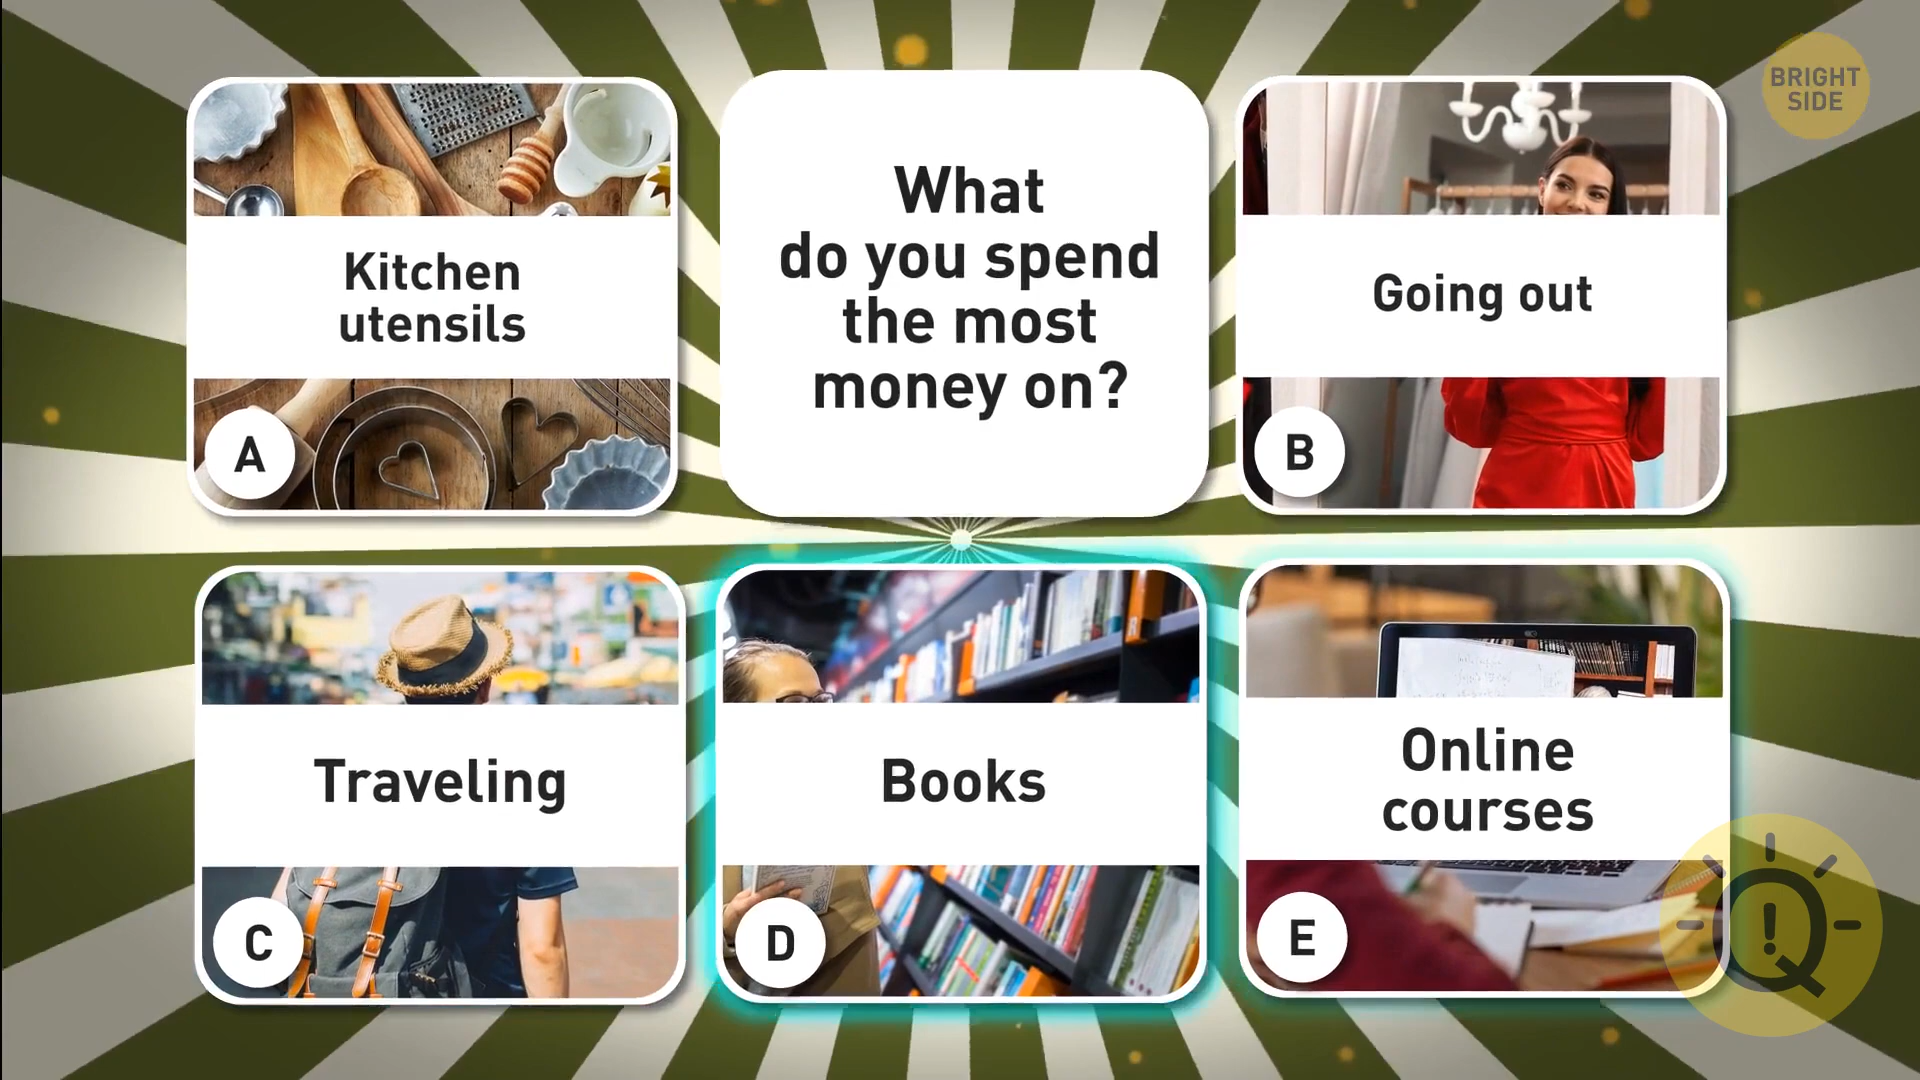 Kitchen
utensils
A
What
do you spend
the most
money on?
Going out
B
BRIGHT
SIDE
Traveling
C
Books
D
Online
courses
E